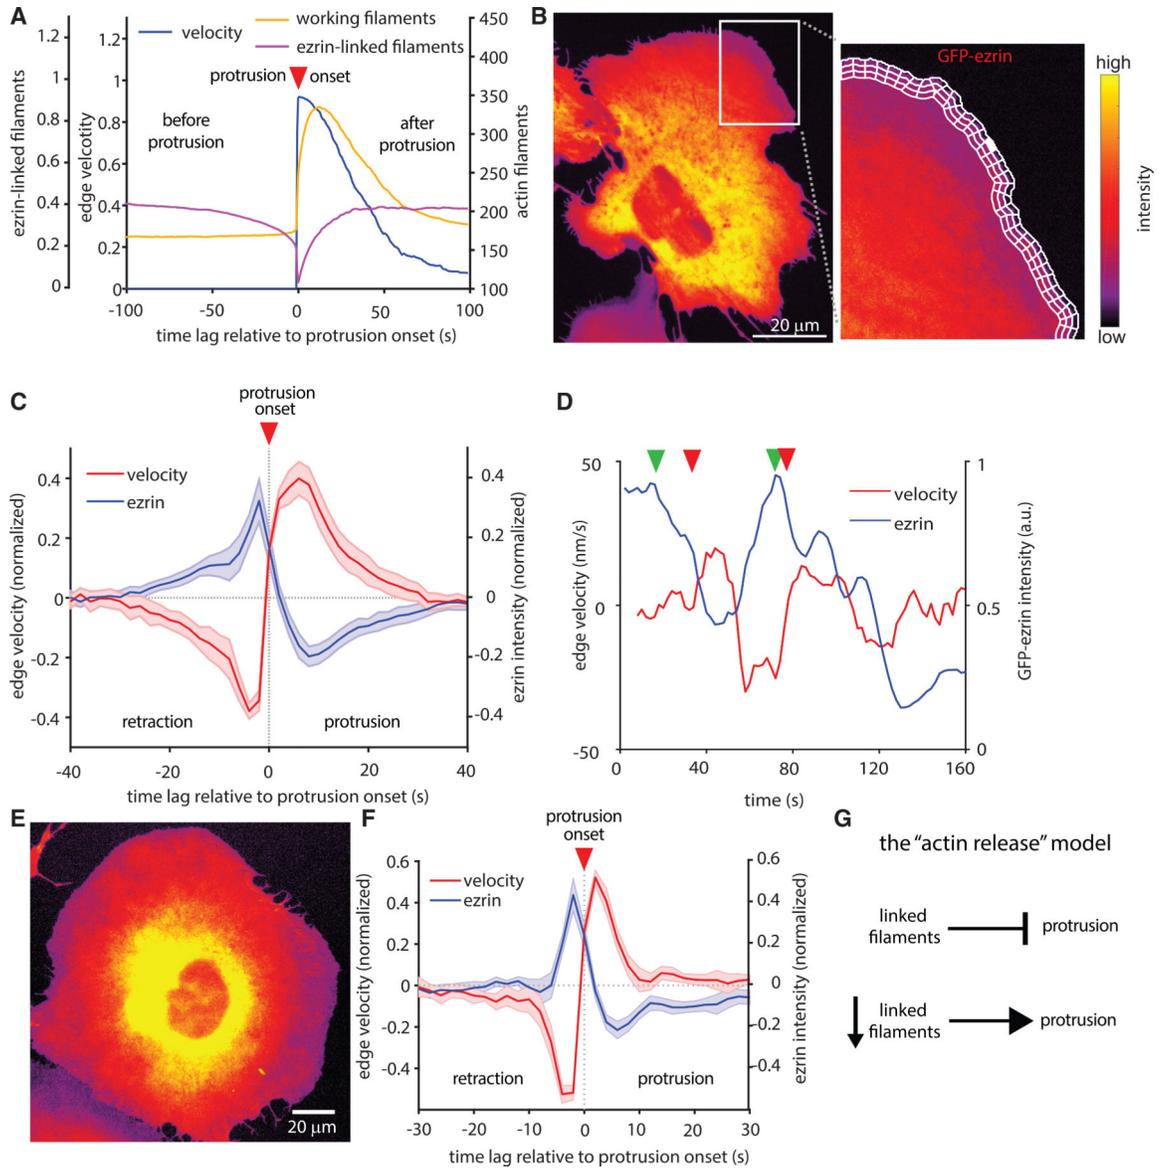 A
velocity
working filaments
ezrin-linked filaments
protrusion onset
before
protrusion
after
protrusion
ezrin-linked filaments
1.2
1
0.8
0.6
0.4
0.2
0
edge velcotity
1.2
1
0.8
0.6
0.4
0.2
0
450
400
350
300
250
200
150
100
actin filaments
-100
-50
0
50
100
time lag relative to protrusion onset (s)
B
20 µm
GFP-ezrin
high
low
intensity
C
protrusion
onset
velocity
ezrin
edge velocity (normalized)
0.4
0.2
0
-0.2
-0.4
0.4
0.2
0
-0.2
-0.4
ezrin intensity (normalized)
retraction
protrusion
-40
-20
0
20
40
time lag relative to protrusion onset (s)
D
velocity
ezrin
edge velocity (nm/s)
50
0
-50
1
0.5
0
GFP-ezrin intensity (a.u.)
0
40
80
120
160
time (s)
E
20 µm
F
protrusion
onset
velocity
ezrin
edge velocity (normalized)
0.6
0.4
0.2
0
-0.2
-0.4
0.6
0.4
0.2
0
-0.2
-0.4
ezrin intensity (normalized)
retraction
protrusion
-30
-20
-10
0
10
20
30
time lag relative to protrusion onset (s)
G
the “actin release” model
linked
filaments
protrusion
linked
filaments
protrusion